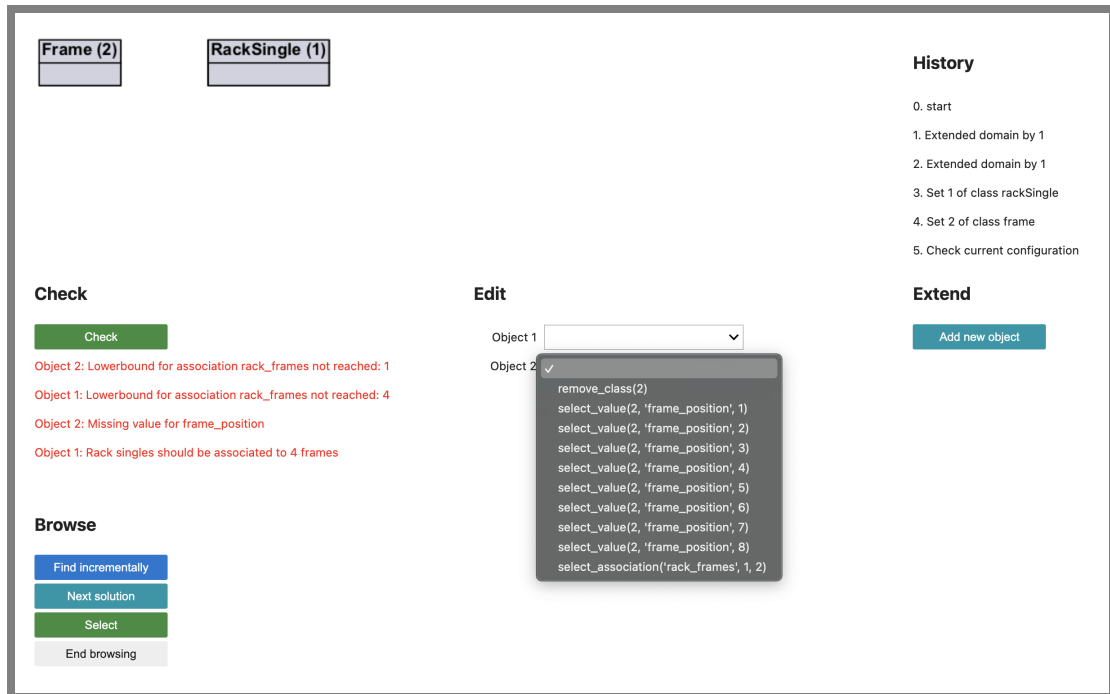 Frame (2)
RackSingle (1)
History
0. start
1. Extended domain by 1
2. Extended domain by 1
3. Set 1 of class rackSingle
4. Set 2 of class frame
5. Check current configuration
Check
Check
Object 2: Lowerbound for association rack_frames not reached: 1
Object 1: Lowerbound for association rack_frames not reached: 4
Object 2: Missing value for frame_position
Object 1: Rack singles should be associated to 4 frames
Edit
Object 1
Object 2
remove_class(2)
select_value(2, 'frame_position', 1)
select_value(2, 'frame_position', 2)
select_value(2, 'frame_position', 3)
select_value(2, 'frame_position', 4)
select_value(2, 'frame_position', 5)
select_value(2, 'frame_position', 6)
select_value(2, 'frame_position', 7)
select_value(2, 'frame_position', 8)
select_association('rack_frames', 1, 2)
Extend
Add new object
Browse
Find incrementally
Next solution
Select
End browsing